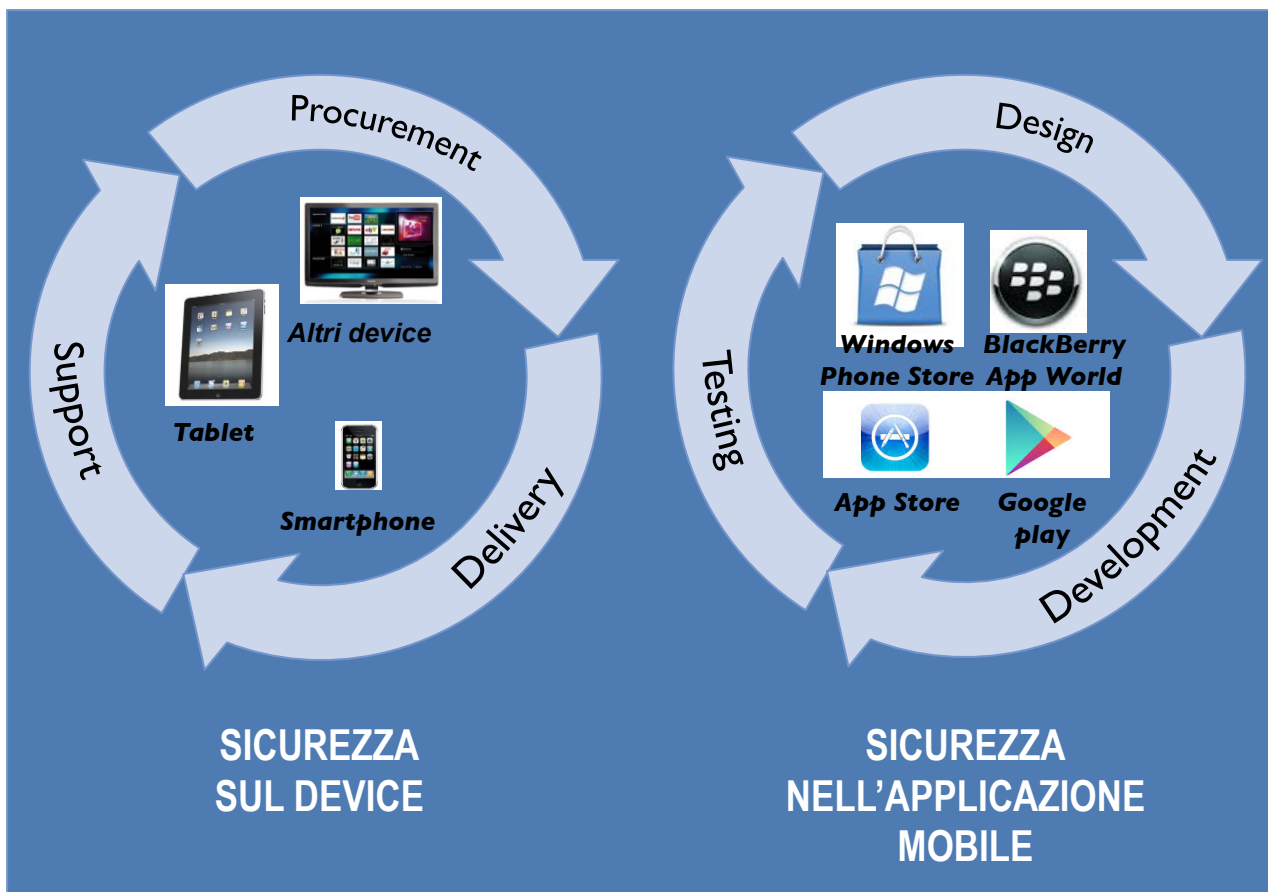 Procurement
Altri device
Tablet
Smartphone
Support
Delivery
SICUREZZA
SUL DEVICE
Design
Windows
Phone Store
BlackBerry
App World
App Store
Google
play
Testing
Development
SICUREZZA
NELL’APPLICAZIONE
MOBILE